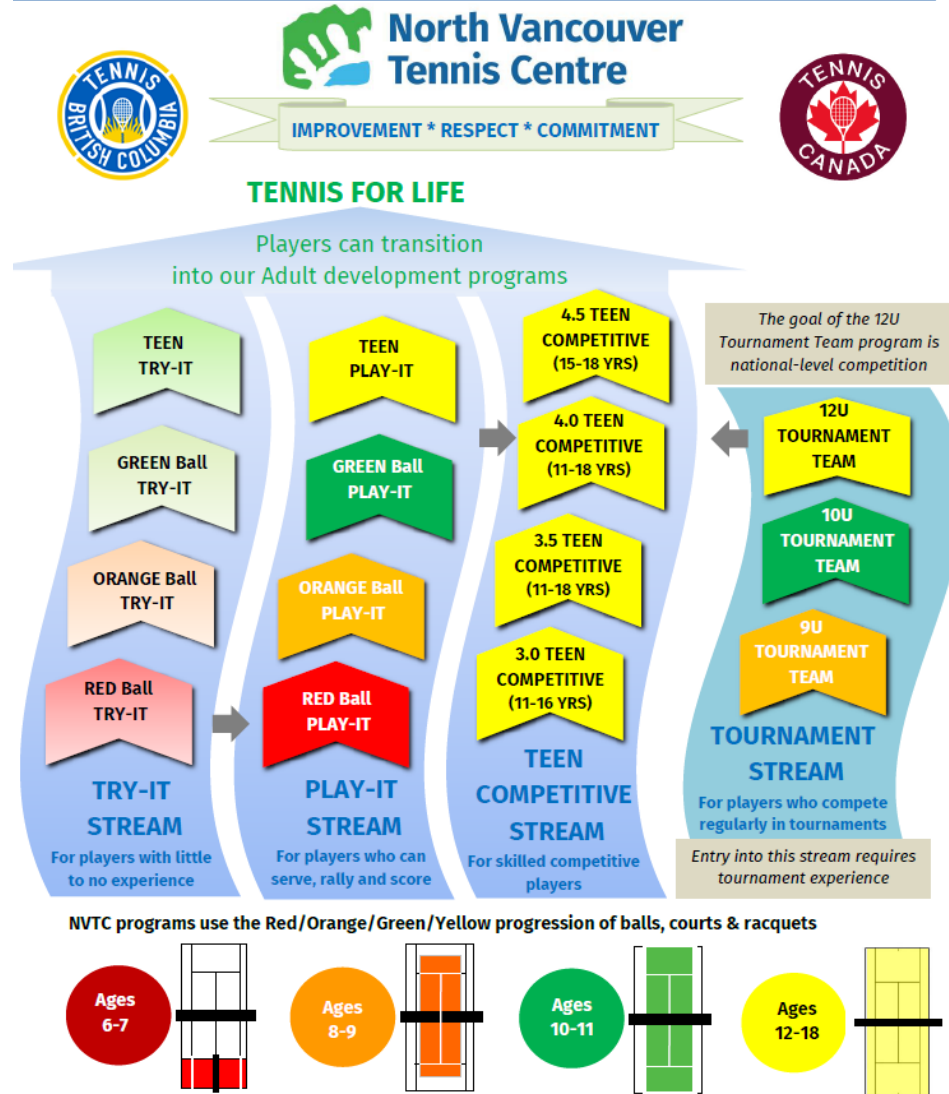 North Vancouver
Tennis Centre
TENNIS
BRITISH COLUMBIA
TENNIS
CANADA
IMPROVEMENT * RESPECT * COMMITMENT
TENNIS FOR LIFE
Players can transition
into our Adult development programs
TEEN
TRY-IT
GREEN Ball
TRY-IT
ORANGE Ball
TRY-IT
RED Ball
TRY-IT
TRY-IT
STREAM
For players with little
to no experience
TEEN
PLAY-IT
GREEN Ball
PLAY-IT
ORANGE Ball
PLAY-IT
RED Ball
PLAY-IT
PLAY-IT
STREAM
For players who can
serve, rally and score
4.5 TEEN
COMPETITIVE
(15-18 YRS)
4.0 TEEN
COMPETITIVE
(11-18 YRS)
3.5 TEEN
COMPETITIVE
(11-18 YRS)
3.0 TEEN
COMPETITIVE
(11-16 YRS)
TEEN
COMPETITIVE
STREAM
For skilled competitive
players
The goal of the 12U
Tournament Team program is
national-level competition
12U
TOURNAMENT
TEAM
10U
TOURNAMENT
TEAM
9U
TOURNAMENT
TEAM
TOURNAMENT
STREAM
For players who compete
regularly in tournaments
Entry into this stream requires
tournament experience
NVTC programs use the Red/Orange/Green/Yellow progression of balls, courts & racquets
Ages
6-7
Ages
8-9
Ages
10-11
Ages
12-18